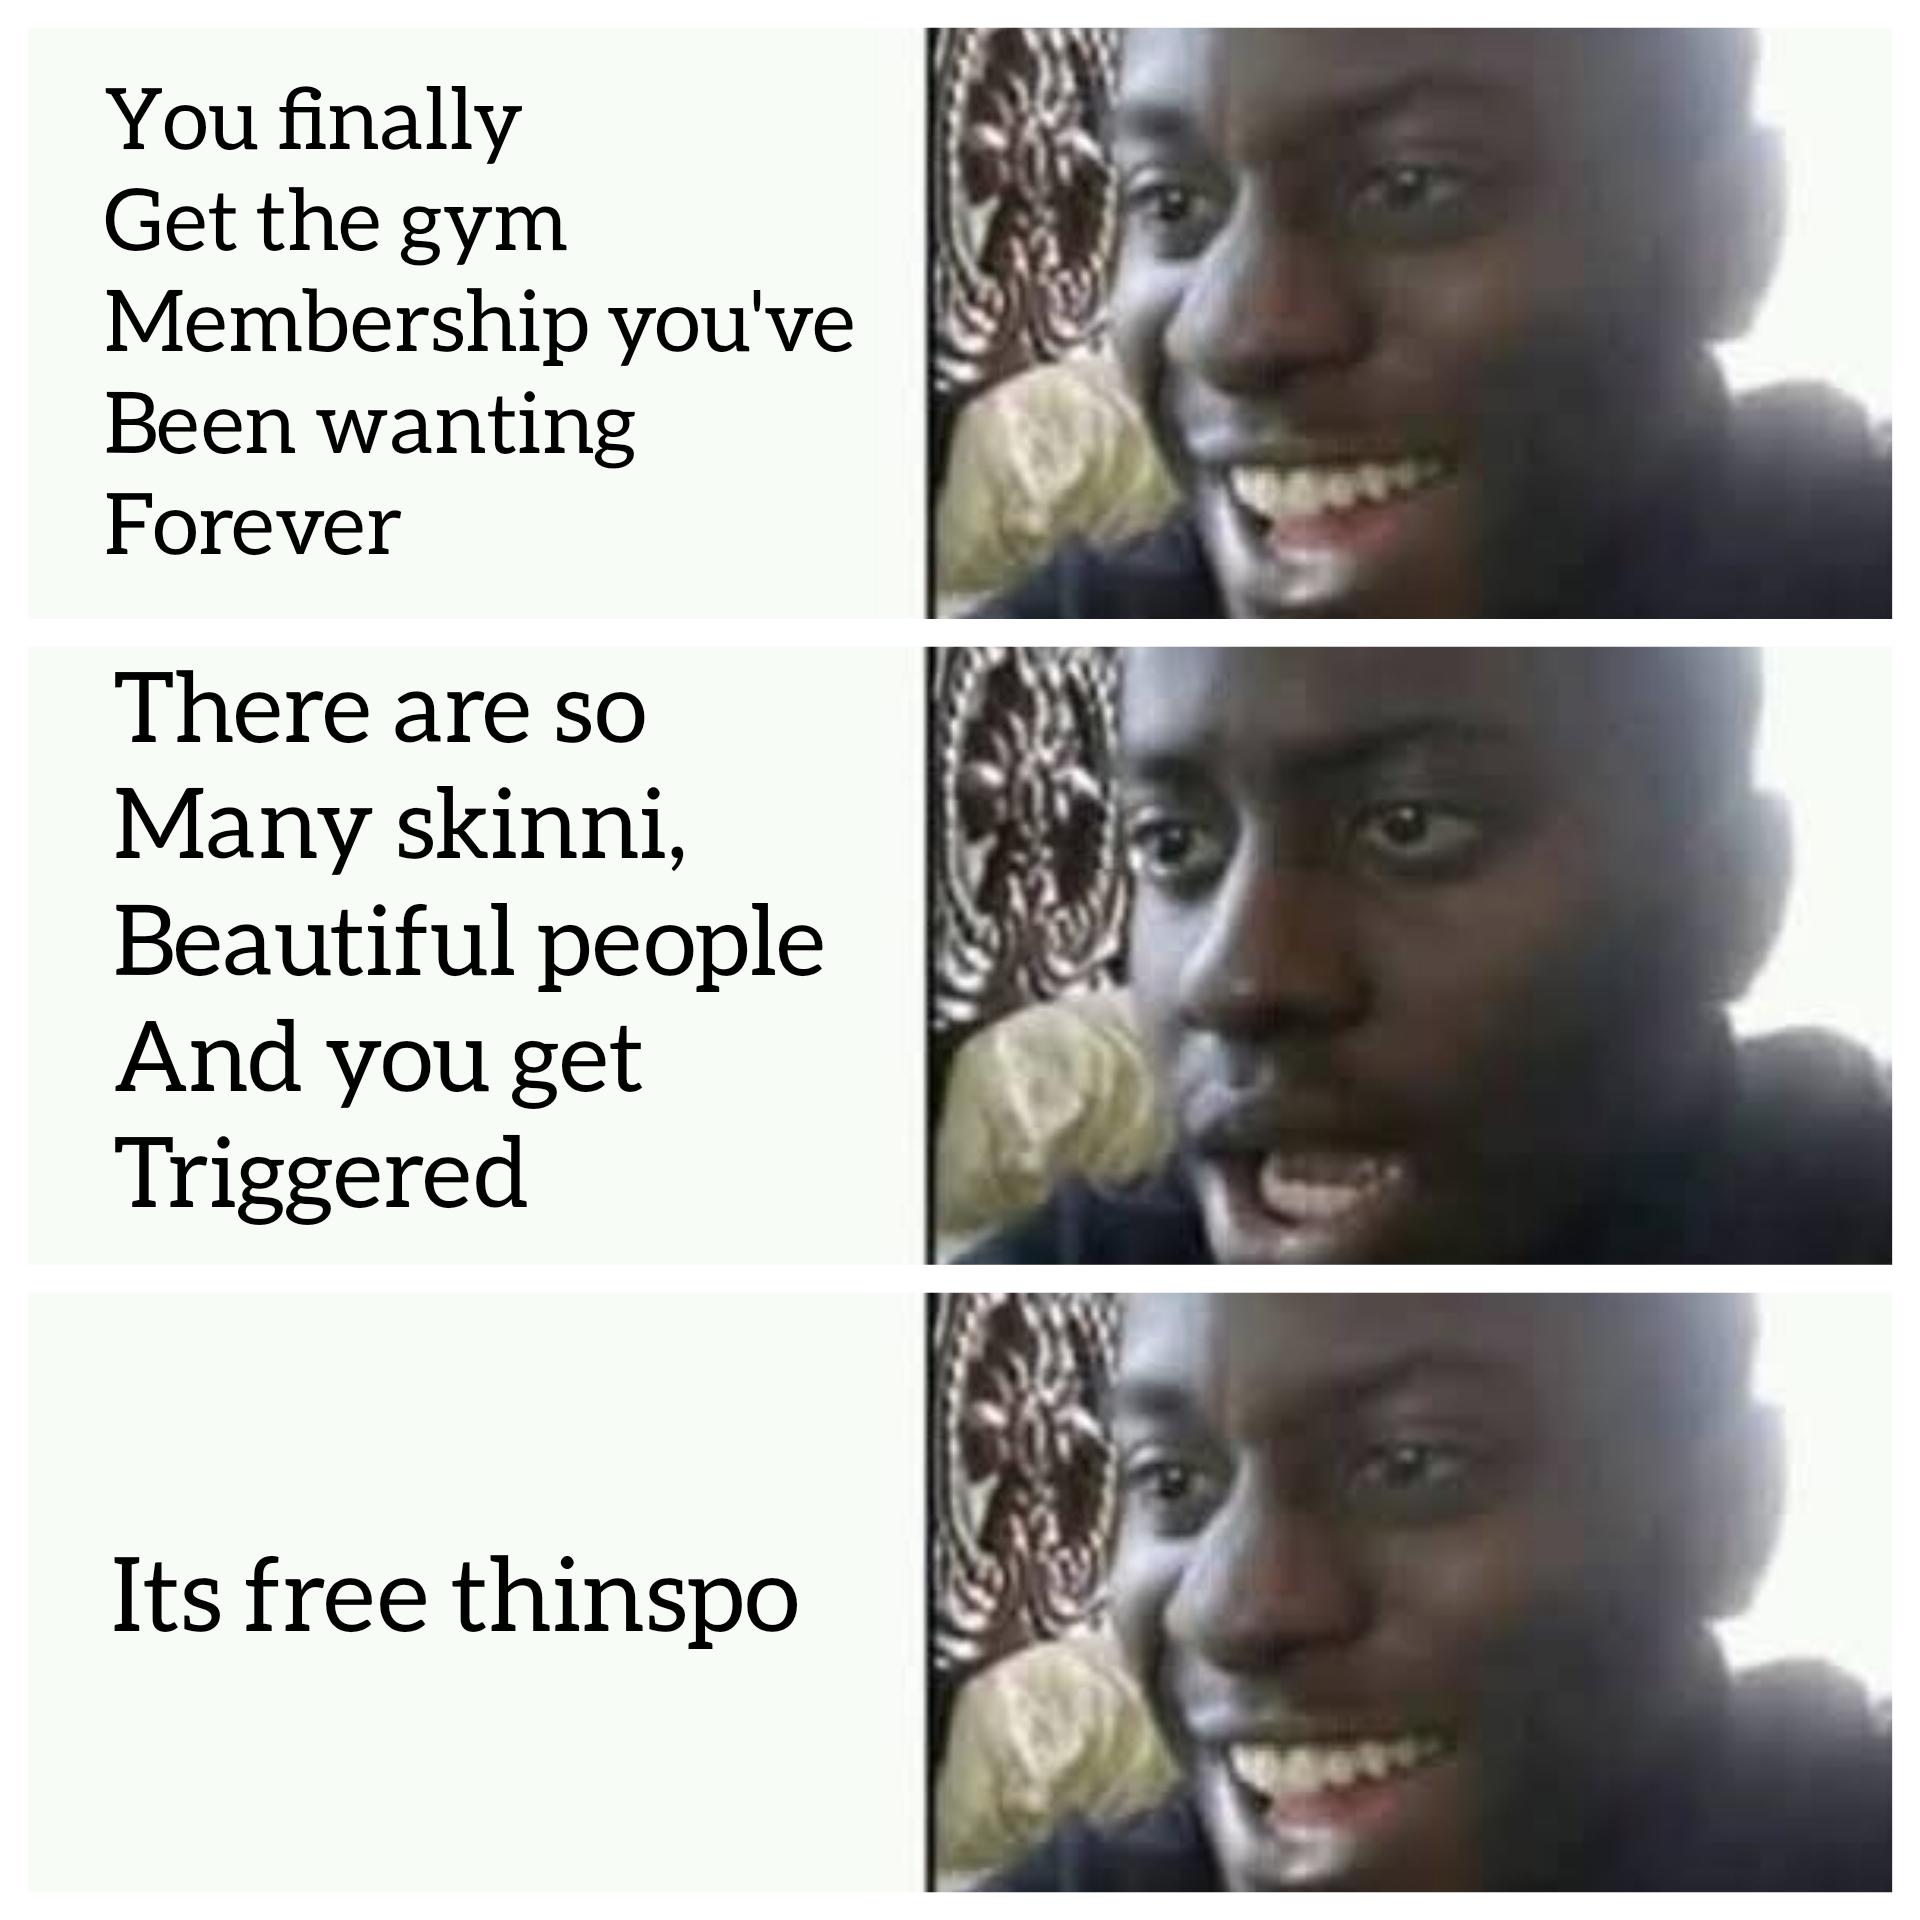 You finally
Get the gym
Membership you've
Been wanting
Forever
There are so
Many skinni,
Beautiful people
And you get
Triggered
Its free thinspo